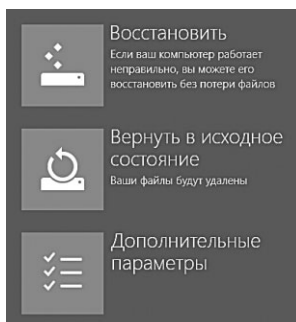 Восстановить
Если ваш компьютер работает
неправильно, вы можете его
восстановить без потери файлов
Вернуть в исходное
состояние
Ваши файлы будут удалены
Дополнительные
параметры